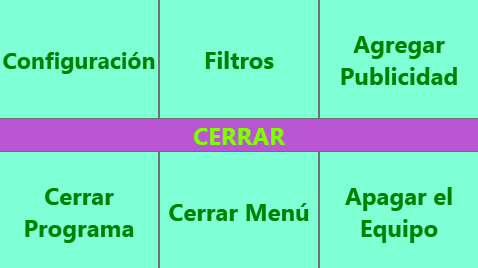 Configuración
Filtros
Agregar
Publicidad
CERRAR
Cerrar
Programa
Cerrar Menú
Apagar el
Equipo